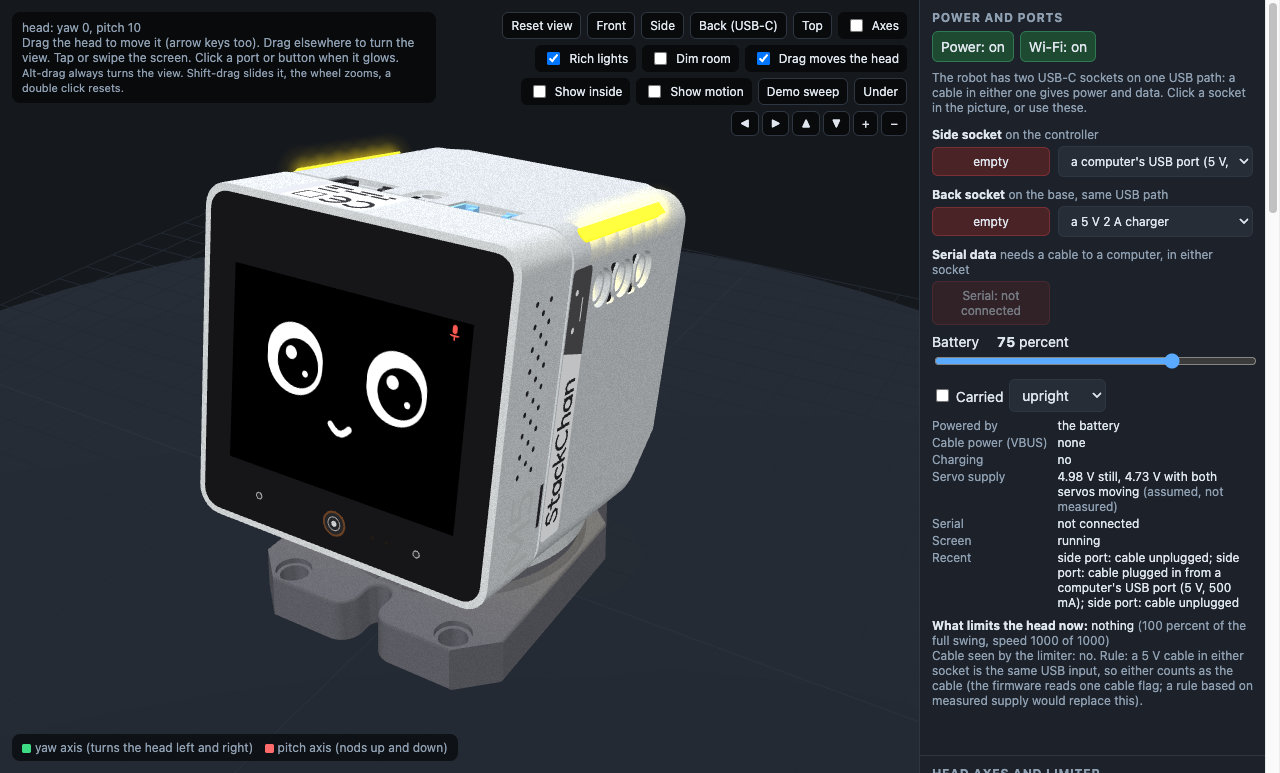 head: yaw 0, pitch 10
Drag the head to move it (arrow keys too). Drag elsewhere to turn the
view. Tap or swipe the screen. Click a port or button when it glows.
Alt-drag always turns the view. Shift-drag slides it, the wheel zooms, a
double click resets.
Reset view Front Side Back (USB-C) Top Axes
Rich lights Dim room Drag moves the head
Show inside Show motion Demo sweep Under
◀ ▶ ▲ ▼ + −
CE
StackChan
yaw axis (turns the head left and right) pitch axis (nods up and down)
POWER AND PORTS
Power: on Wi-Fi: on
The robot has two USB-C sockets on one USB path: a
cable in either one gives power and data. Click a socket
in the picture, or use these.
Side socket on the controller
empty a computer's USB port (5 V,
Back socket on the base, same USB path
empty a 5 V 2 A charger
Serial data needs a cable to a computer, in either
socket
Serial: not
connected
Battery 75 percent
Carried upright
Powered by the battery
Cable power (VBUS) none
Charging no
Servo supply 4.98 V still, 4.73 V with both
servos moving (assumed, not
measured)
Serial not connected
Screen running
Recent side port: cable unplugged; side
port: cable plugged in from a
computer's USB port (5 V, 500
mA); side port: cable unplugged
What limits the head now: nothing (100 percent of the
full swing, speed 1000 of 1000)
Cable seen by the limiter: no. Rule: a 5 V cable in either
socket is the same USB input, so either counts as the
cable (the firmware reads one cable flag; a rule based on
measured supply would replace this).
HEAD AXES AND LIMITER